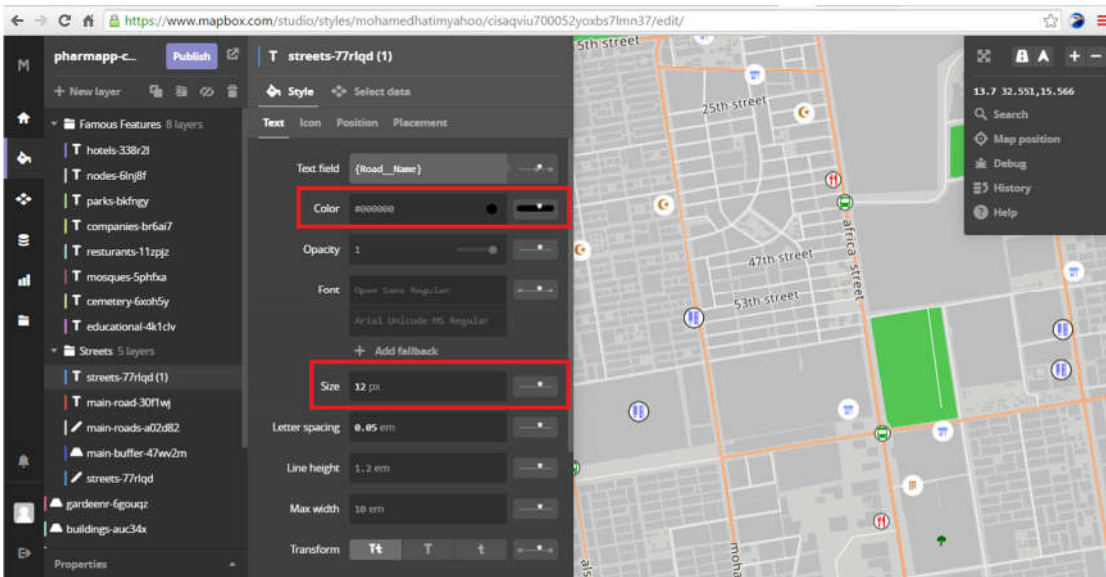 https://www.mapbox.com/studio/styles/mohamedhatimyahoo/cisaqviu700052yoxbs7lmn37/edit/
pharmapp-c...
Publish
+ New layer
Famous Features 8 layers
T hotels-338r2l
T nodes-6lnj8f
T parks-bkfngy
T companies-br6ai7
T resturants-11zpjz
T mosques-5phfxa
T cemetery-6xoh5y
T educational-4k1clv
Streets 5 layers
T streets-77rlqd (1)
T main-road-30f1wj
main-roads-a02d82
main-buffer-47wv2m
streets-77rlqd
gardeenr-6gouqz
buildings-auc34x
Properties
T streets-77rlqd (1)
Style Select data
Text Icon Position Placement
Text field {Road__Name}
Color #000000
Opacity 1
Font Open Sans Regular
Arial Unicode MS Regular
+ Add fallback
Size 12 px
Letter spacing 0.05 em
Line height 1.2 em
Max width 10 em
Transform Tt T t
5th street
25th street
47th street
53th street
africa street
moha
als
13.7 32.551,15.566
Search
Map position
Debug
History
Help